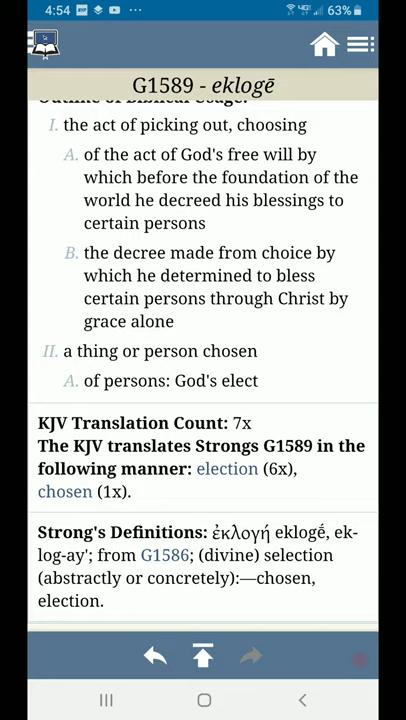 4:54
63%
G1589 - eklogē
Outline of Biblical Usage:
I. the act of picking out, choosing
A. of the act of God's free will by
which before the foundation of the
world he decreed his blessings to
certain persons
B. the decree made from choice by
which he determined to bless
certain persons through Christ by
grace alone
II. a thing or person chosen
A. of persons: God's elect
KJV Translation Count: 7x
The KJV translates Strongs G1589 in the
following manner: election (6x),
chosen (1x).
Strong's Definitions: ἐκλογή eklogḗ, ek-
log-ay'; from G1586; (divine) selection
(abstractly or concretely):—chosen,
election.